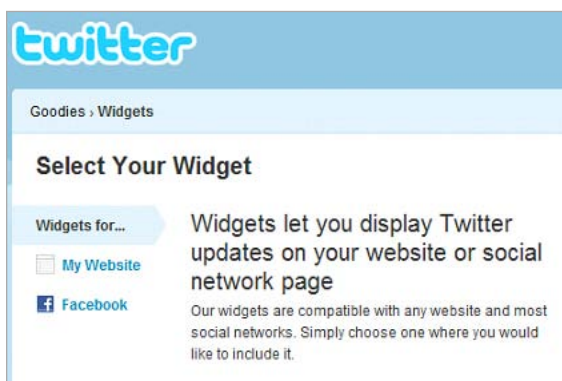 twitter
Goodies › Widgets
Select Your Widget
Widgets for...
My Website
Facebook
Widgets let you display Twitter
updates on your website or social
network page
Our widgets are compatible with any website and most
social networks. Simply choose one where you would
like to include it.